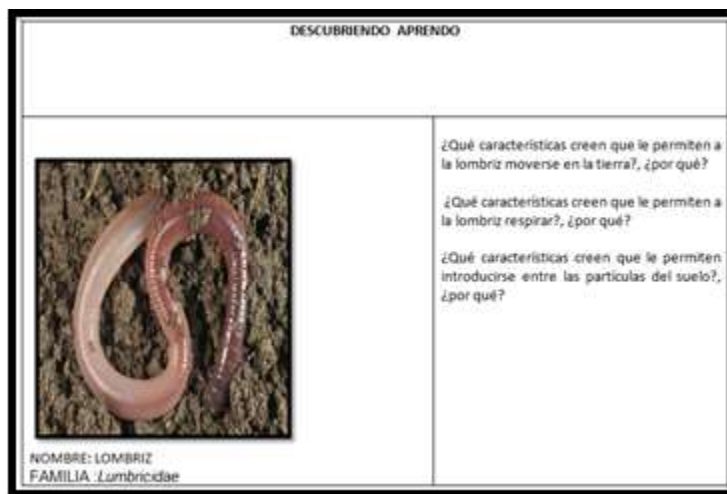 DESCUBRIENDO APRENDO
¿Qué características creen que le permiten a
la lombriz moverse en la tierra?, ¿por qué?
¿Qué características creen que le permiten a
la lombriz respirar?, ¿por qué?
¿Qué características creen que le permiten
introducirse entre las partículas del suelo?,
¿por qué?
NOMBRE: LOMBRIZ
FAMILIA :Lumbricidae